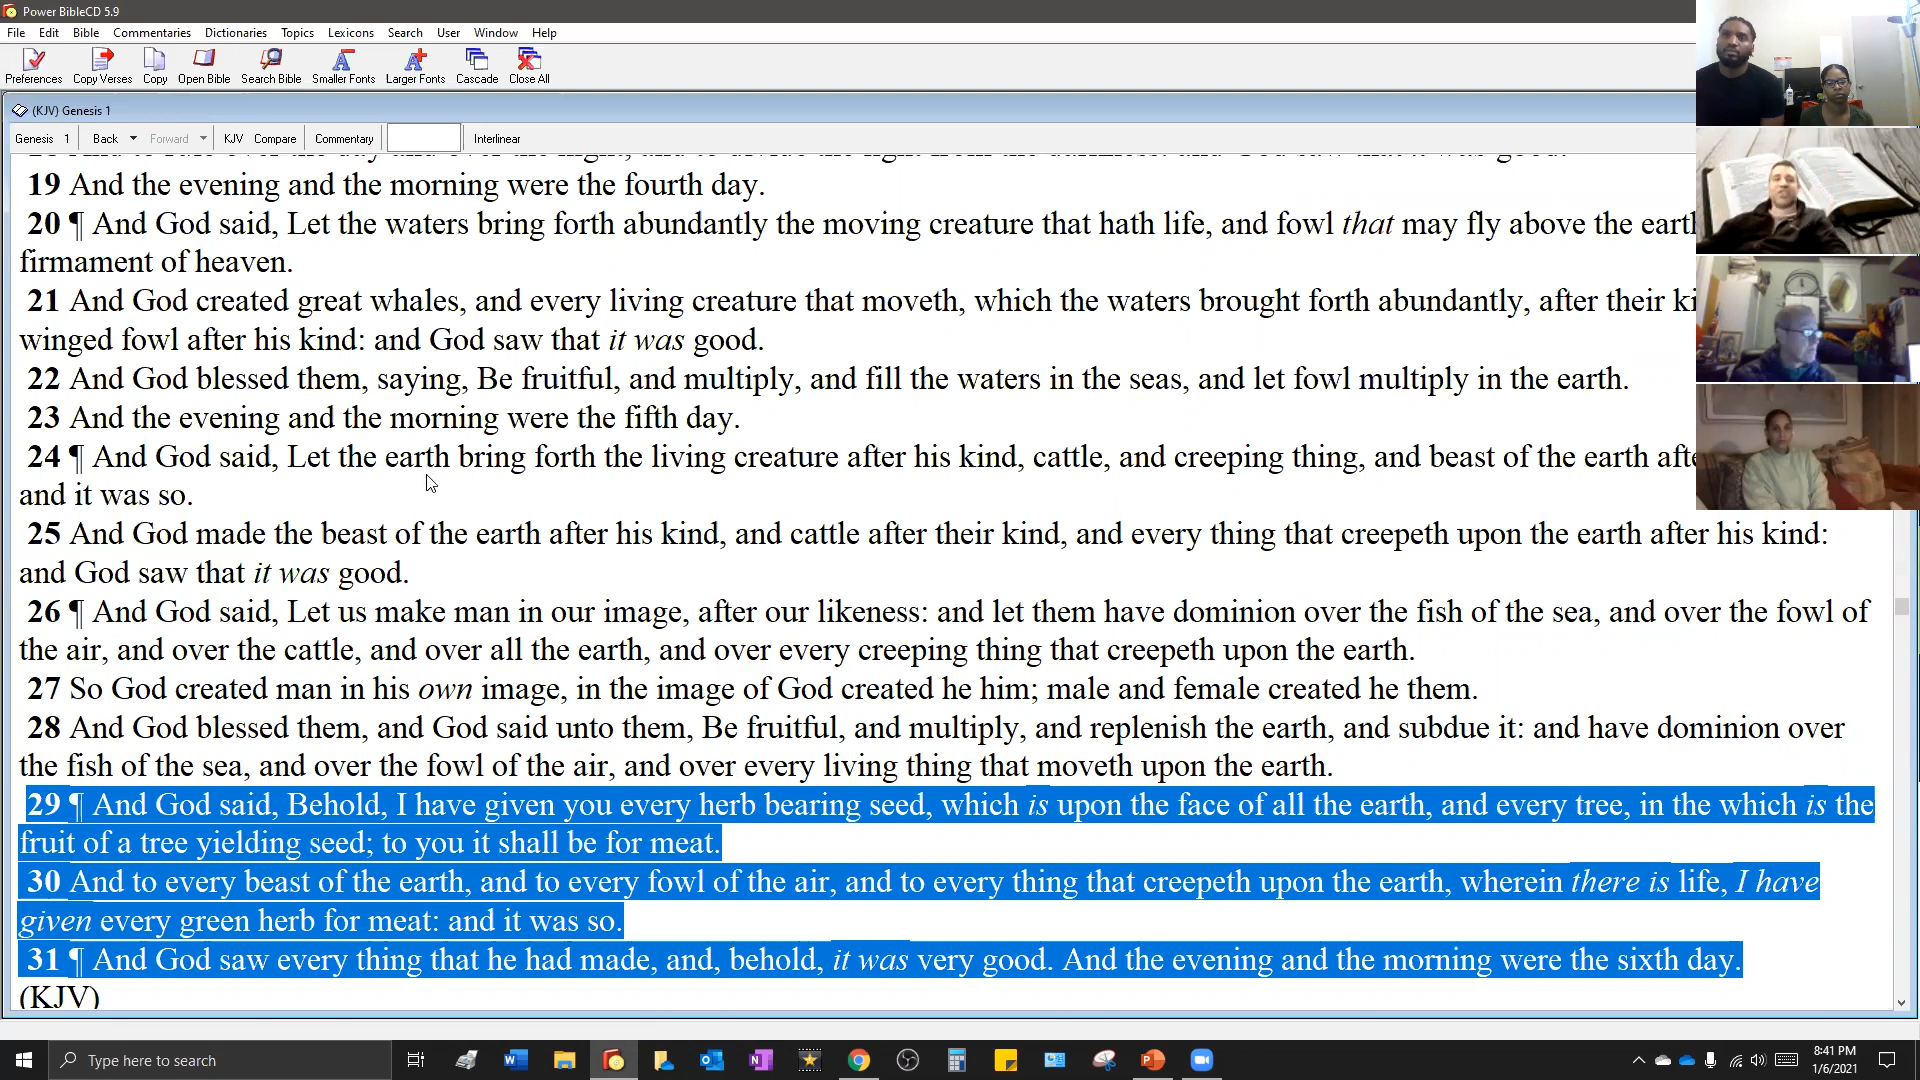 Power BibleCD 5.9
File Edit Bible Commentaries Dictionaries Topics Lexicons Search User Window Help
Preferences Copy Verses Copy Open Bible Search Bible Smaller Fonts Larger Fonts Cascade Close All
(KJV) Genesis 1
Genesis 1 Back Forward KJV Compare Commentary Interlinear
19 And the evening and the morning were the fourth day.
20 ¶ And God said, Let the waters bring forth abundantly the moving creature that hath life, and fowl that may fly above the earth
firmament of heaven.
21 And God created great whales, and every living creature that moveth, which the waters brought forth abundantly, after their ki
winged fowl after his kind: and God saw that it was good.
22 And God blessed them, saying, Be fruitful, and multiply, and fill the waters in the seas, and let fowl multiply in the earth.
23 And the evening and the morning were the fifth day.
24 ¶ And God said, Let the earth bring forth the living creature after his kind, cattle, and creeping thing, and beast of the earth afte
and it was so.
25 And God made the beast of the earth after his kind, and cattle after their kind, and every thing that creepeth upon the earth after his kind:
and God saw that it was good.
26 ¶ And God said, Let us make man in our image, after our likeness: and let them have dominion over the fish of the sea, and over the fowl of
the air, and over the cattle, and over all the earth, and over every creeping thing that creepeth upon the earth.
27 So God created man in his own image, in the image of God created he him; male and female created he them.
28 And God blessed them, and God said unto them, Be fruitful, and multiply, and replenish the earth, and subdue it: and have dominion over
the fish of the sea, and over the fowl of the air, and over every living thing that moveth upon the earth.
29 ¶ And God said, Behold, I have given you every herb bearing seed, which is upon the face of all the earth, and every tree, in the which is the
fruit of a tree yielding seed; to you it shall be for meat.
30 And to every beast of the earth, and to every fowl of the air, and to every thing that creepeth upon the earth, wherein there is life, I have
given every green herb for meat: and it was so.
31 ¶ And God saw every thing that he had made, and, behold, it was very good. And the evening and the morning were the sixth day.
(KJV)
Type here to search
8:41 PM
1/6/2021